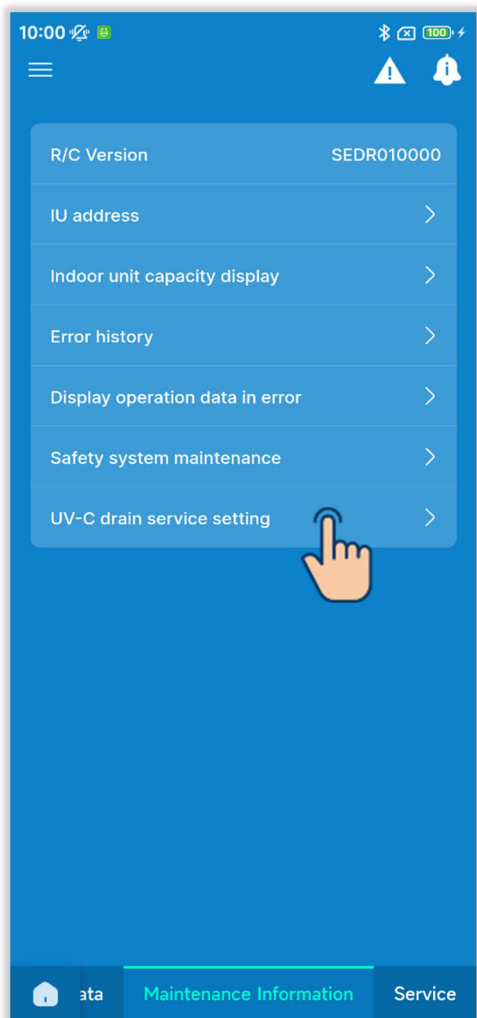 10:00 100
R/C Version SEDR010000
IU address
Indoor unit capacity display
Error history
Display operation data in error
Safety system maintenance
UV-C drain service setting
ata Maintenance Information Service